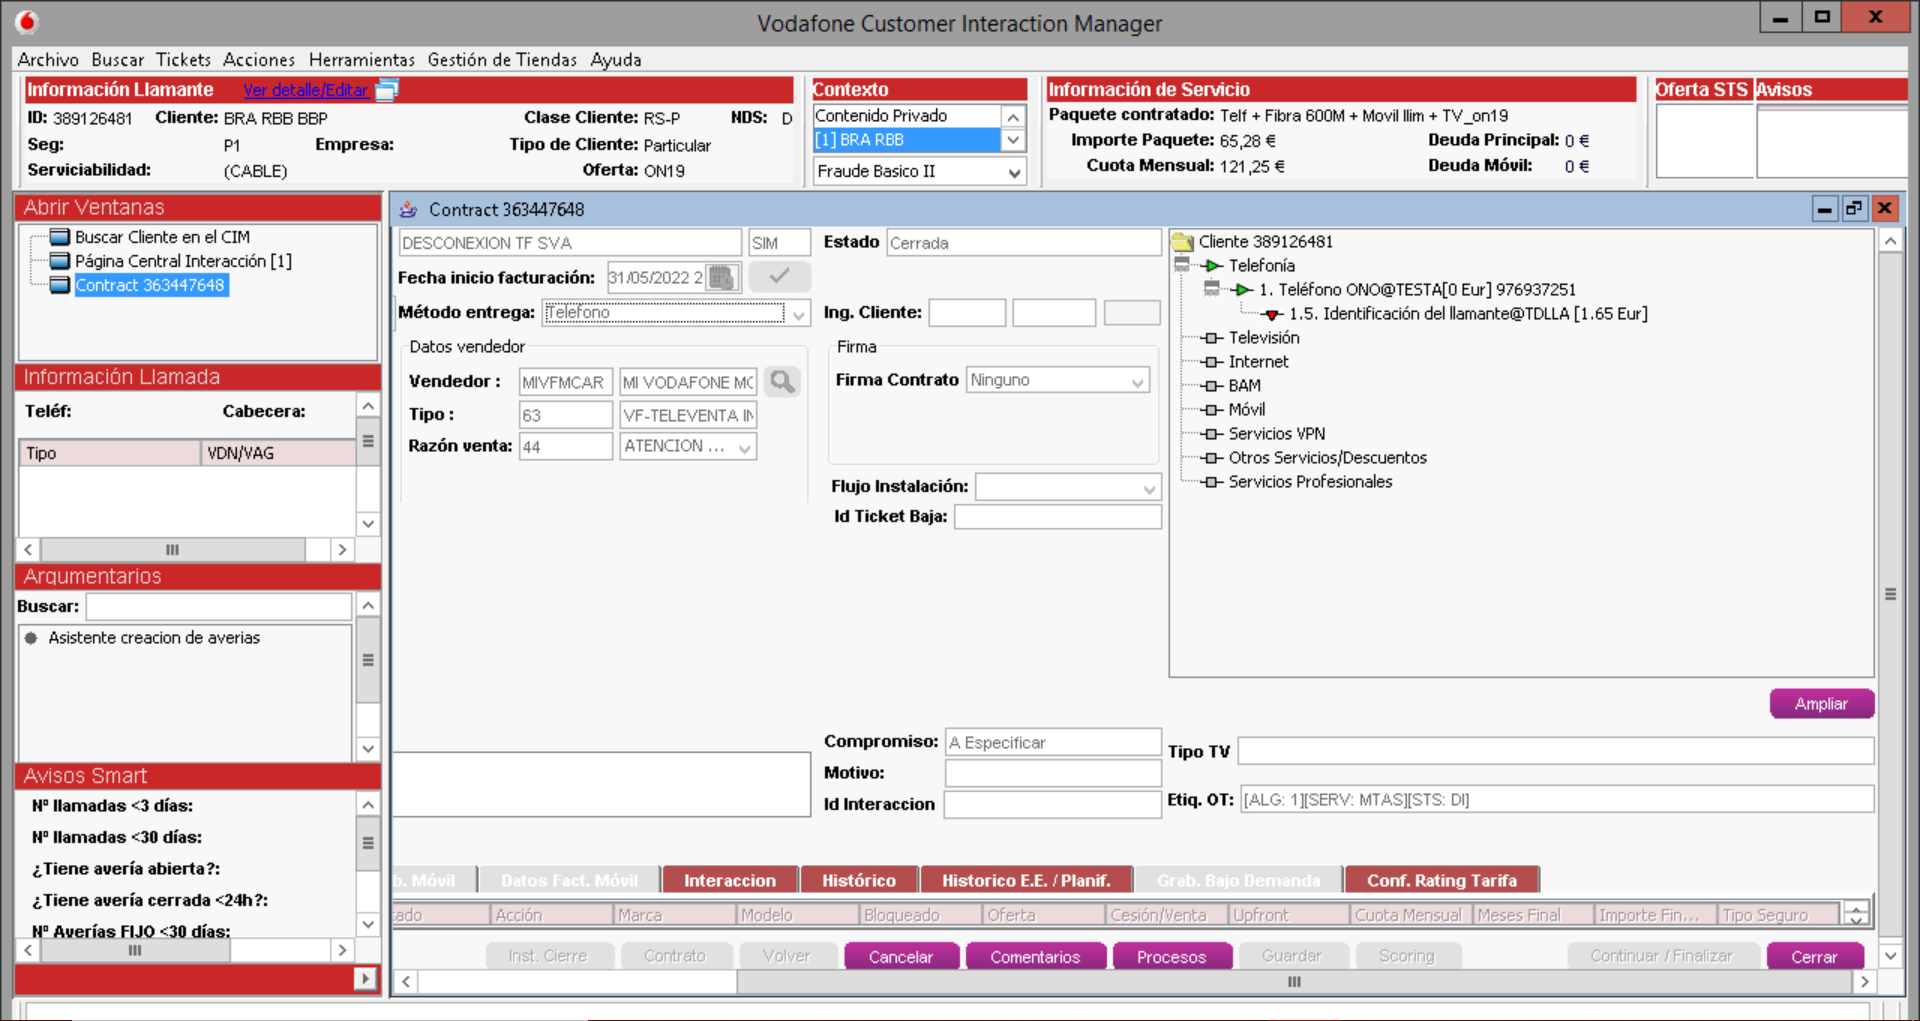 Vodafone Customer Interaction Manager
Archivo Buscar Tickets Acciones Herramientas Gestión de Tiendas Ayuda
Información Llamante Ver detalle/Editar
ID: 389126481 Cliente: BRA RBB BBP Clase Cliente: RS-P NDS: D
Seg: P1 Empresa: Tipo de Cliente: Particular
Serviciabilidad: (CABLE) Oferta: ON19
Contexto
Contenido Privado
[1] BRA RBB
Fraude Basico II
Información de Servicio
Paquete contratado: Telf + Fibra 600M + Movil Ilim + TV_on19
Importe Paquete: 65,28 € Deuda Principal: 0 €
Cuota Mensual: 121,25 € Deuda Móvil: 0 €
Oferta STS Avisos
Abrir Ventanas
Buscar Cliente en el CIM
Página Central Interacción [1]
Contract 363447648
Información Llamada
Teléf: Cabecera:
Tipo VDN/VAG
Argumentarios
Buscar:
Asistente creacion de averias
Avisos Smart
Nº llamadas <3 días:
Nº llamadas <30 días:
¿Tiene avería abierta?:
¿Tiene avería cerrada <24h?:
Nº Averías FIJO <30 días:
Contract 363447648
DESCONEXION TF SVA SIM Estado Cerrada
Fecha inicio facturación: 31/05/2022 2
Método entrega: Teléfono Ing. Cliente:
Datos vendedor
Vendedor : MIVFMCAR MI VODAFONE MC
Tipo : 63 VF-TELEVENTA IN
Razón venta: 44 ATENCION ...
Firma
Firma Contrato Ninguno
Flujo Instalación:
Id Ticket Baja:
Cliente 389126481
Telefonía
1. Teléfono ONO@TESTA[0 Eur] 976937251
1.5. Identificación del llamante@TDLLA [1.65 Eur]
Televisión
Internet
BAM
Móvil
Servicios VPN
Otros Servicios/Descuentos
Servicios Profesionales
Ampliar
Compromiso: A Especificar Tipo TV
Motivo:
Id Interaccion Etiq. OT: [ALG: 1][SERV: MTAS][STS: DI]
b. Móvil Datos Fact. Móvil Interaccion Histórico Historico E.E. / Planif. Grab. Bajo Demanda Conf. Rating Tarifa
tado Acción Marca Modelo Bloqueado Oferta Cesión/Venta Upfront Cuota Mensual Meses Final Importe Fin... Tipo Seguro
Inst. Cierre Contrato Volver Cancelar Comentarios Procesos Guardar Scoring Continuar / Finalizar Cerrar